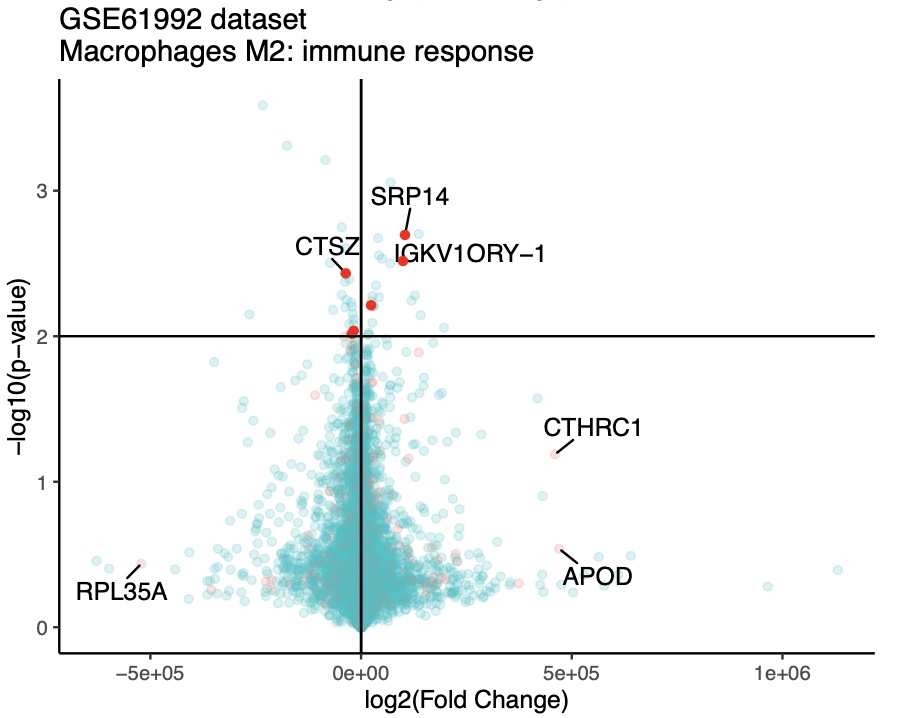 GSE61992 dataset
Macrophages M2: immune response
−log10(p−value)
3
2
1
0
SRP14
CTSZ
IGKV1ORY−1
CTHRC1
APOD
RPL35A
−5e+05
0e+00
5e+05
1e+06
log2(Fold Change)